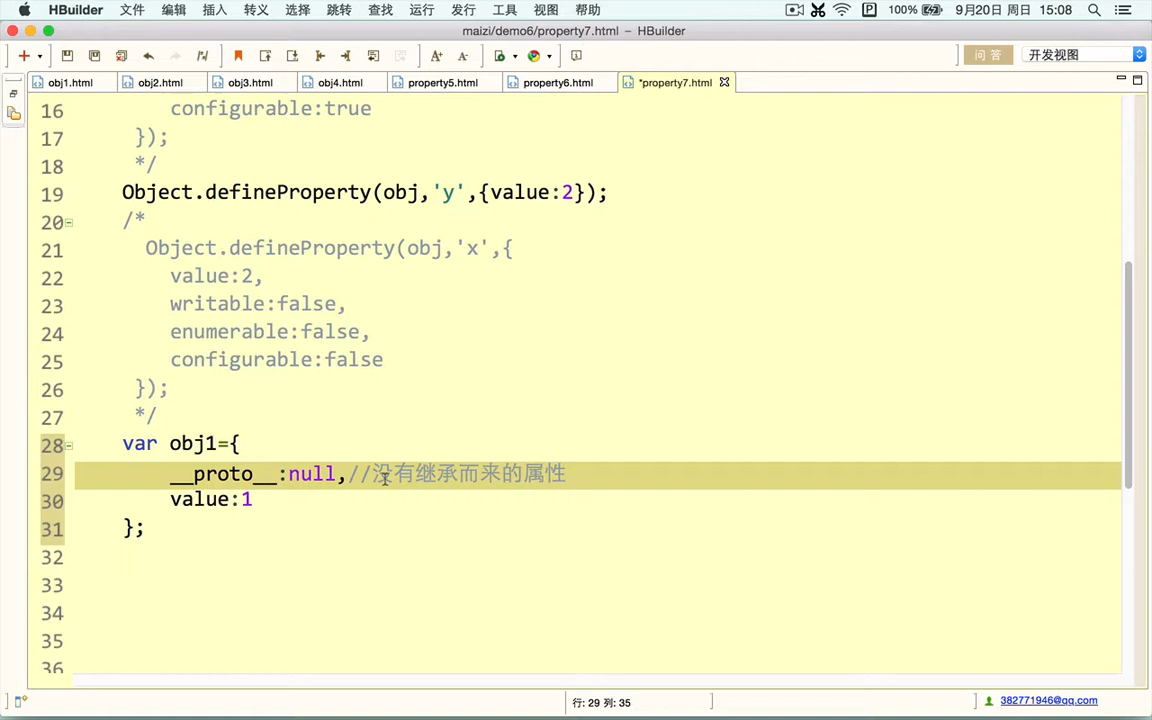 HBuilder 文件 编辑 插入 转义 选择 跳转 查找 运行 发行 工具 视图 帮助 100% 9月20日 周日 15:08
maizi/demo6/property7.html – HBuilder
问 答 开发视图
obj1.html obj2.html obj3.html obj4.html property5.html property6.html *property7.html
16 configurable:true
17 });
18 */
19 Object.defineProperty(obj,'y',{value:2});
20 /*
21 Object.defineProperty(obj,'x',{
22 value:2,
23 writable:false,
24 enumerable:false,
25 configurable:false
26 });
27 */
28 var obj1={
29 __proto__:null,//没有继承而来的属性
30 value:1
31 };
32
33
34
35
36
行: 29 列: 35 382771946@qq.com